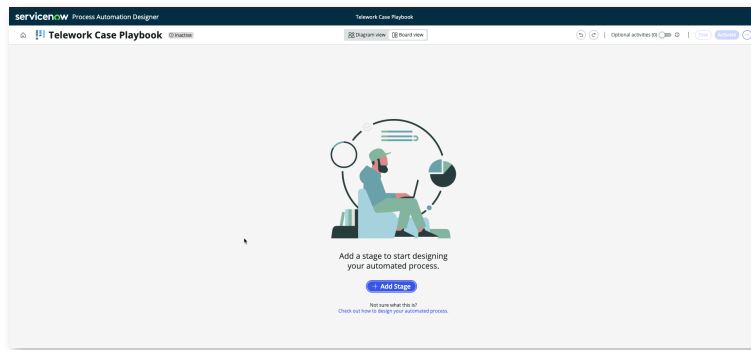 servicenow Process Automation Designer
Telework Case Playbook
Telework Case Playbook Inactive
Diagram view Board view
Optional activities (0)
Test Activate
Add a stage to start designing
your automated process.
+ Add Stage
Not sure what this is?
Check out how to design your automated process.